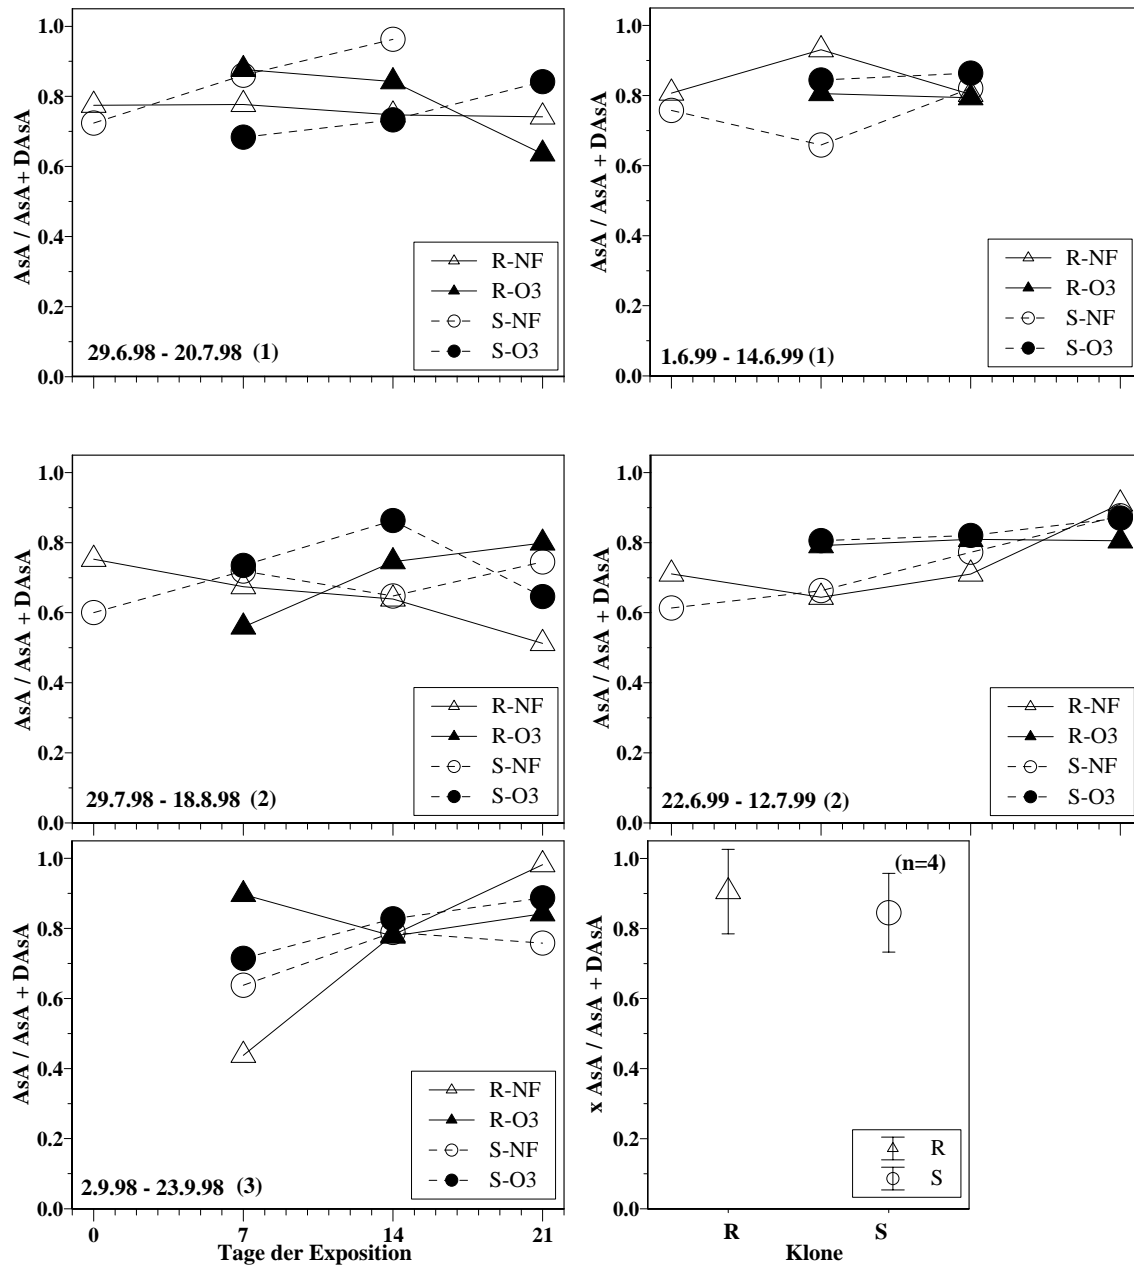 1.0
0.8
0.6
0.4
0.2
0.0
AsA / AsA+ DAsA
R-NF
R-O3
S-NF
S-O3
29.6.98 - 20.7.98 (1)
1.0
0.8
0.6
0.4
0.2
0.0
AsA / AsA + DAsA
R-NF
R-O3
S-NF
S-O3
1.6.99 - 14.6.99 (1)
1.0
0.8
0.6
0.4
0.2
0.0
AsA / AsA + DAsA
R-NF
R-O3
S-NF
S-O3
29.7.98 - 18.8.98 (2)
1.0
0.8
0.6
0.4
0.2
0.0
AsA / AsA + DAsA
R-NF
R-O3
S-NF
S-O3
22.6.99 - 12.7.99 (2)
1.0
0.8
0.6
0.4
0.2
0.0
AsA / AsA + DAsA
R-NF
R-O3
S-NF
S-O3
2.9.98 - 23.9.98 (3)
0 7 14 21
Tage der Exposition
1.0
0.8
0.6
0.4
0.2
0.0
x AsA / AsA + DAsA
(n=4)
R
S
R S
Klone